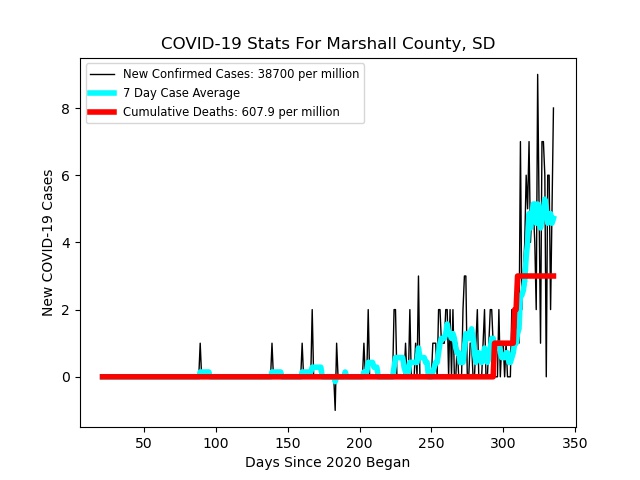 COVID-19 Stats For Marshall County, SD
New Confirmed Cases: 38700 per million
7 Day Case Average
Cumulative Deaths: 607.9 per million
8
6
4
2
0
New COVID-19 Cases
50 100 150 200 250 300 350
Days Since 2020 Began